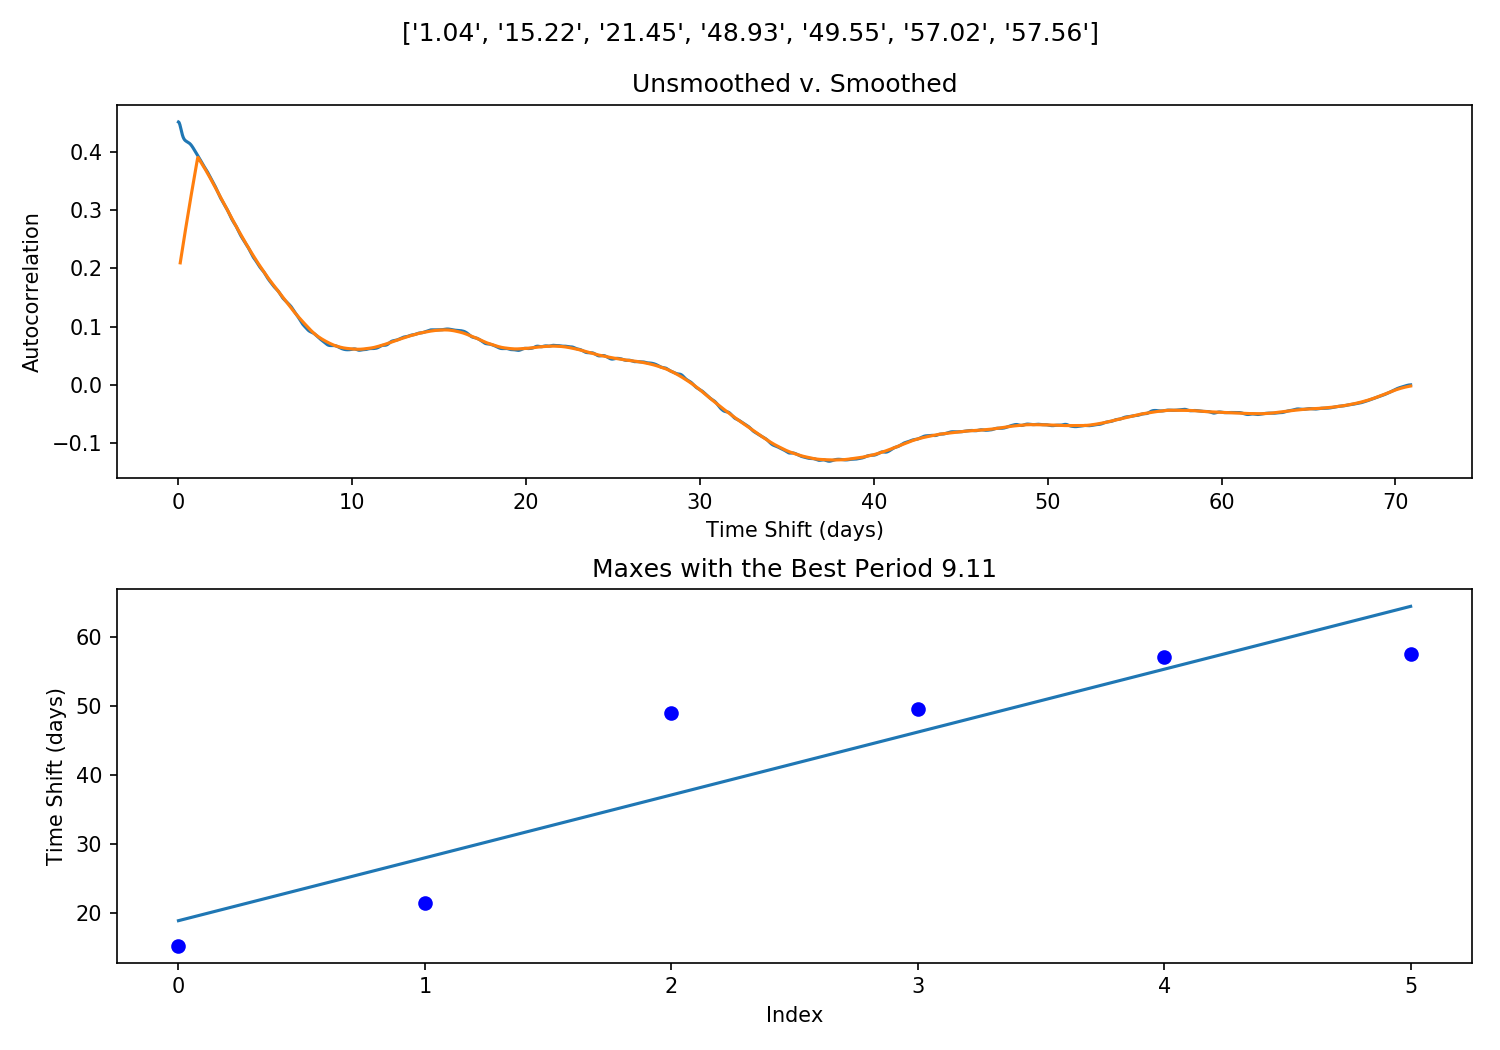 ['1.04', '15.22', '21.45', '48.93', '49.55', '57.02', '57.56']
Unsmoothed v. Smoothed
Autocorrelation
0.4
0.3
0.2
0.1
0.0
−0.1
0 10 20 30 40 50 60 70
Time Shift (days)
Maxes with the Best Period 9.11
Time Shift (days)
60
50
40
30
20
0 1 2 3 4 5
Index